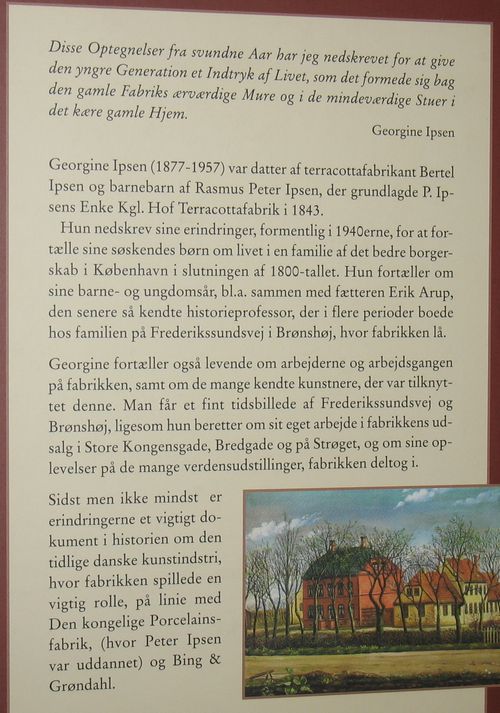 Disse Optegnelser fra svundne Aar har jeg nedskrevet for at give
den yngre Generation et Indtryk af Livet, som det formede sig bag
den gamle Fabriks ærværdige Mure og i de mindeværdige Stuer i
det kære gamle Hjem.
Georgine Ipsen
Georgine Ipsen (1877-1957) var datter af terracottafabrikant Bertel
Ipsen og barnebarn af Rasmus Peter Ipsen, der grundlagde P. Ip-
sens Enke Kgl. Hof Terracottafabrik i 1843.
Hun nedskrev sine erindringer, formentlig i 1940erne, for at for-
tælle sine søskendes børn om livet i en familie af det bedre borger-
skab i København i slutningen af 1800-tallet. Hun fortæller om
sine barne- og ungdomsår, bl.a. sammen med fætteren Erik Arup,
den senere så kendte historieprofessor, der i flere perioder boede
hos familien på Frederikssundsvej i Brønshøj, hvor fabrikken lå.
Georgine fortæller også levende om arbejderne og arbejdsgangen
på fabrikken, samt om de mange kendte kunstnere, der var tilknyt-
tet denne. Man får et fint tidsbillede af Frederikssundsvej og
Brønshøj, ligesom hun beretter om sit eget arbejde i fabrikkens ud-
salg i Store Kongensgade, Bredgade og på Strøget, og om sine op-
levelser på de mange verdensudstillinger, fabrikken deltog i.
Sidst men ikke mindst er
erindringerne et vigtigt do-
kument i historien om den
tidlige danske kunstindstri,
hvor fabrikken spillede en
vigtig rolle, på linie med
Den kongelige Porcelains-
fabrik, (hvor Peter Ipsen
var uddannet) og Bing &
Grøndahl.